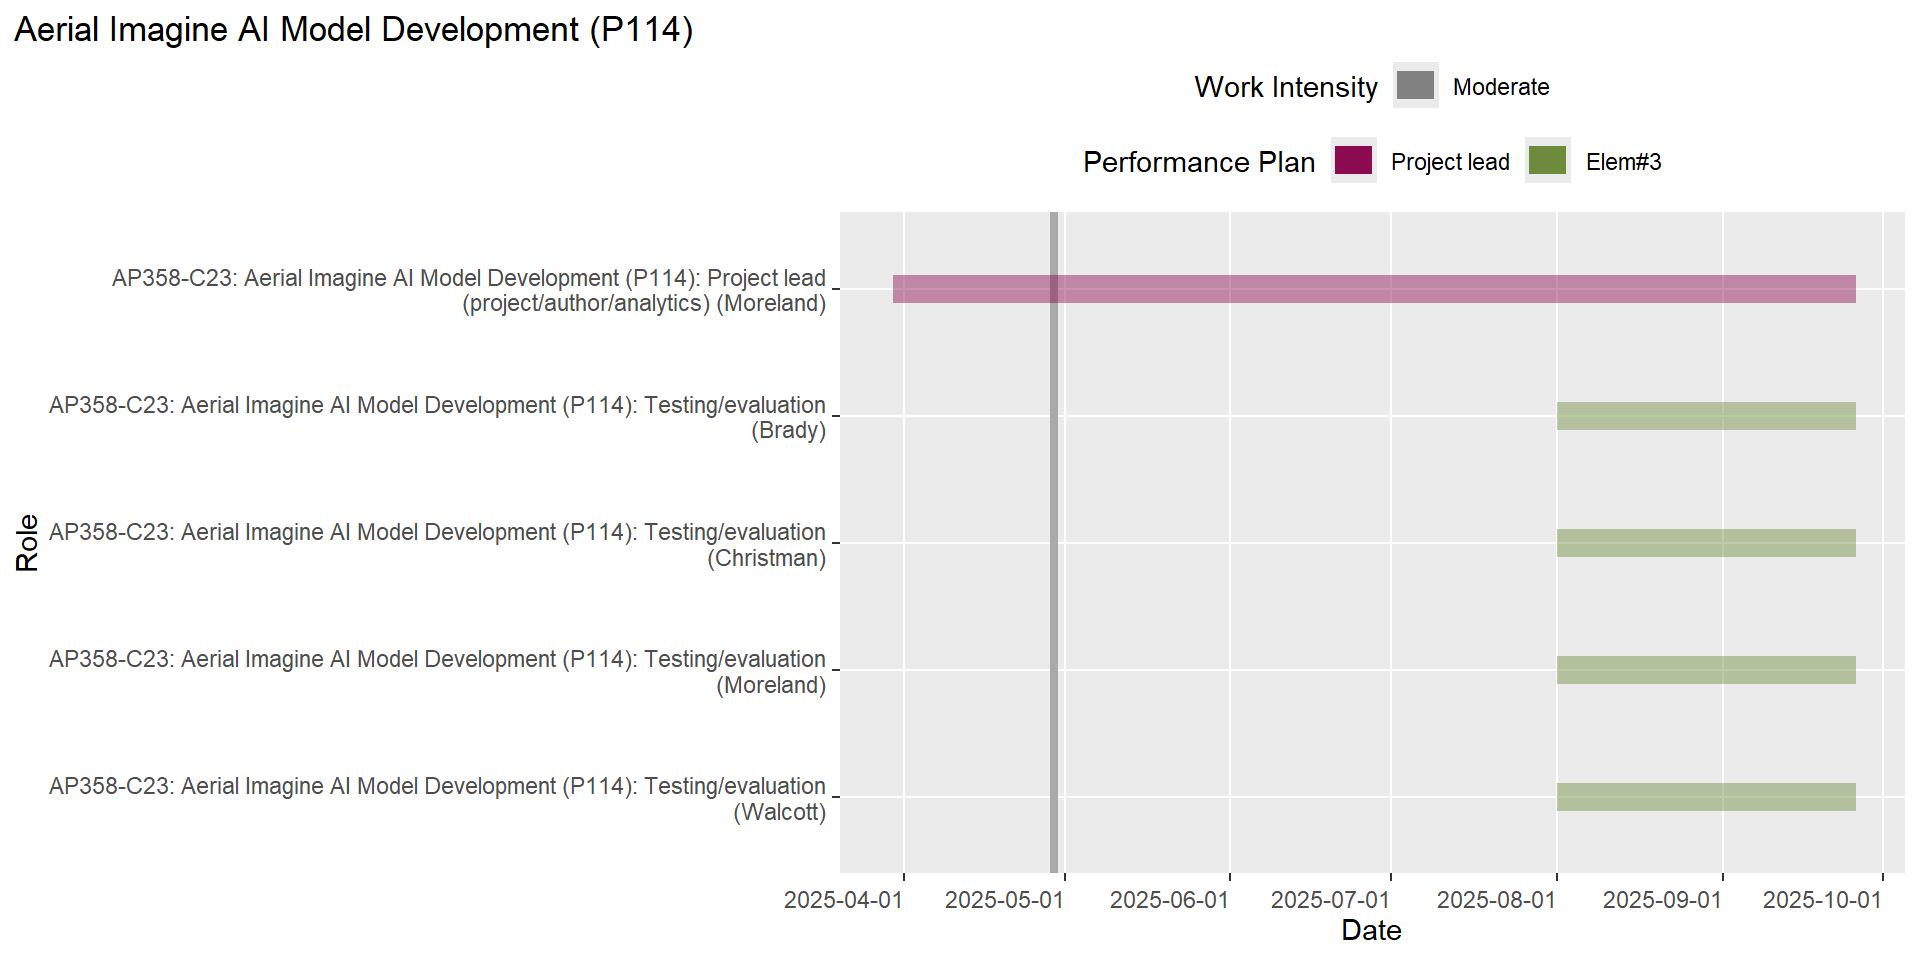 Aerial Imagine AI Model Development (P114)
Work Intensity Moderate
Performance Plan Project lead Elem#3
AP358-C23: Aerial Imagine AI Model Development (P114): Project lead
(project/author/analytics) (Moreland)
AP358-C23: Aerial Imagine AI Model Development (P114): Testing/evaluation
(Brady)
AP358-C23: Aerial Imagine AI Model Development (P114): Testing/evaluation
(Christman)
AP358-C23: Aerial Imagine AI Model Development (P114): Testing/evaluation
(Moreland)
AP358-C23: Aerial Imagine AI Model Development (P114): Testing/evaluation
(Walcott)
Role
2025-04-01 2025-05-01 2025-06-01 2025-07-01 2025-08-01 2025-09-01 2025-10-01
Date